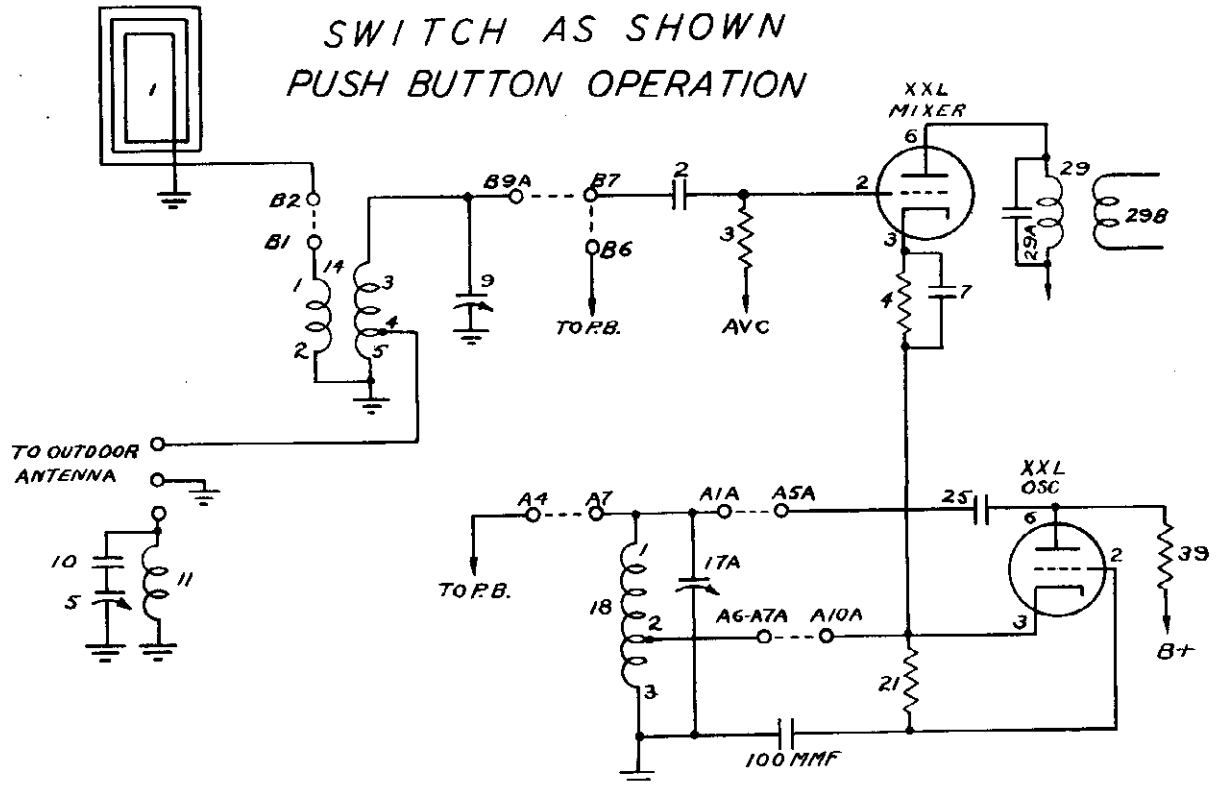 SWITCH AS SHOWN
PUSH BUTTON OPERATION
1
XXL
MIXER
6
B2
B9A
B7
2
2
29
29A
29B
B1
B6
3
3
14
1
3
9
4
7
4
TO P.B.
AVC
2
5
TO OUTDOOR
ANTENNA
XXL
OSC
A4
A7
A1A
A5A
25
6
1
17A
2
39
10
11
5
TO P.B.
18
2
A6-A7A
A10A
3
B+
3
21
100 MMF